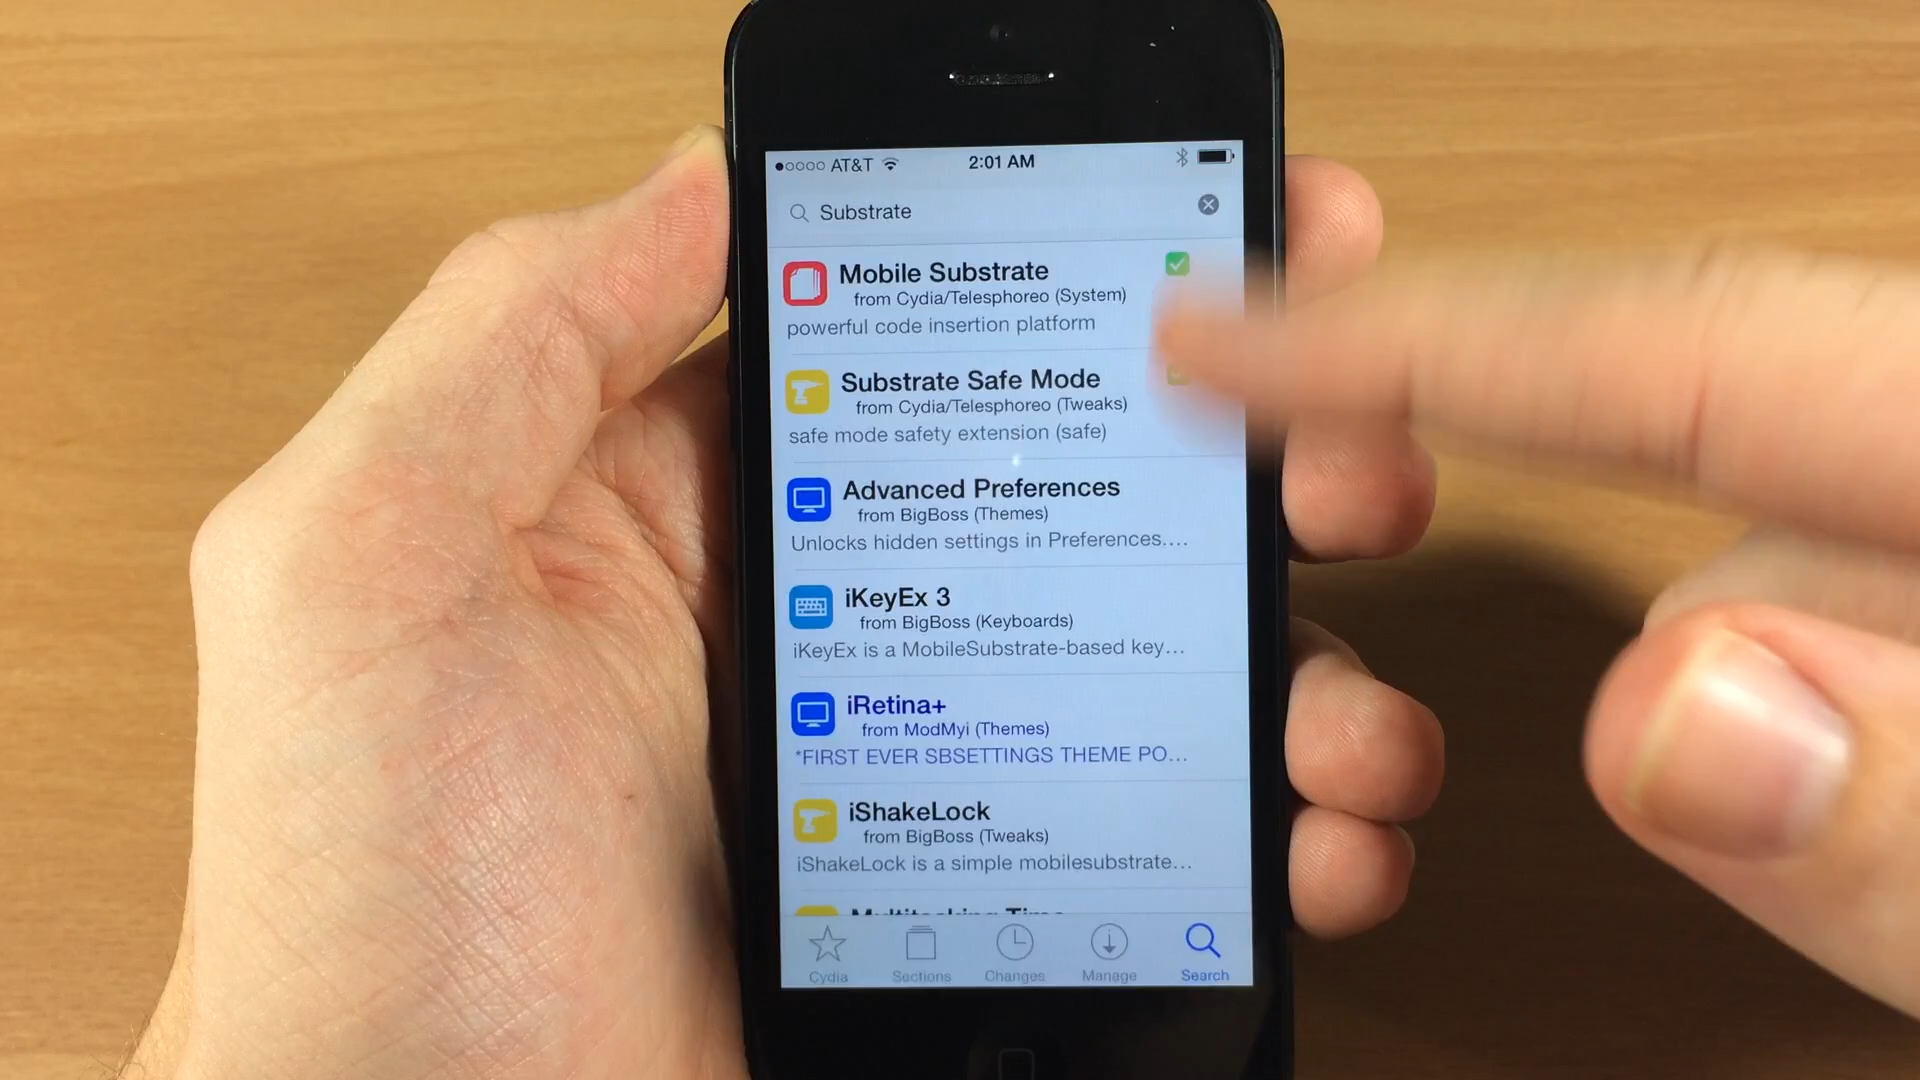 AT&T 2:01 AM
Substrate
Mobile Substrate
from Cydia/Telesphoreo (System)
powerful code insertion platform
Substrate Safe Mode
from Cydia/Telesphoreo (Tweaks)
safe mode safety extension (safe)
Advanced Preferences
from BigBoss (Themes)
Unlocks hidden settings in Preferences....
iKeyEx 3
from BigBoss (Keyboards)
iKeyEx is a MobileSubstrate-based key...
iRetina+
from ModMyi (Themes)
*FIRST EVER SBSETTINGS THEME PO...
iShakeLock
from BigBoss (Tweaks)
iShakeLock is a simple mobilesubstrate...
Cydia Sections Changes Manage Search